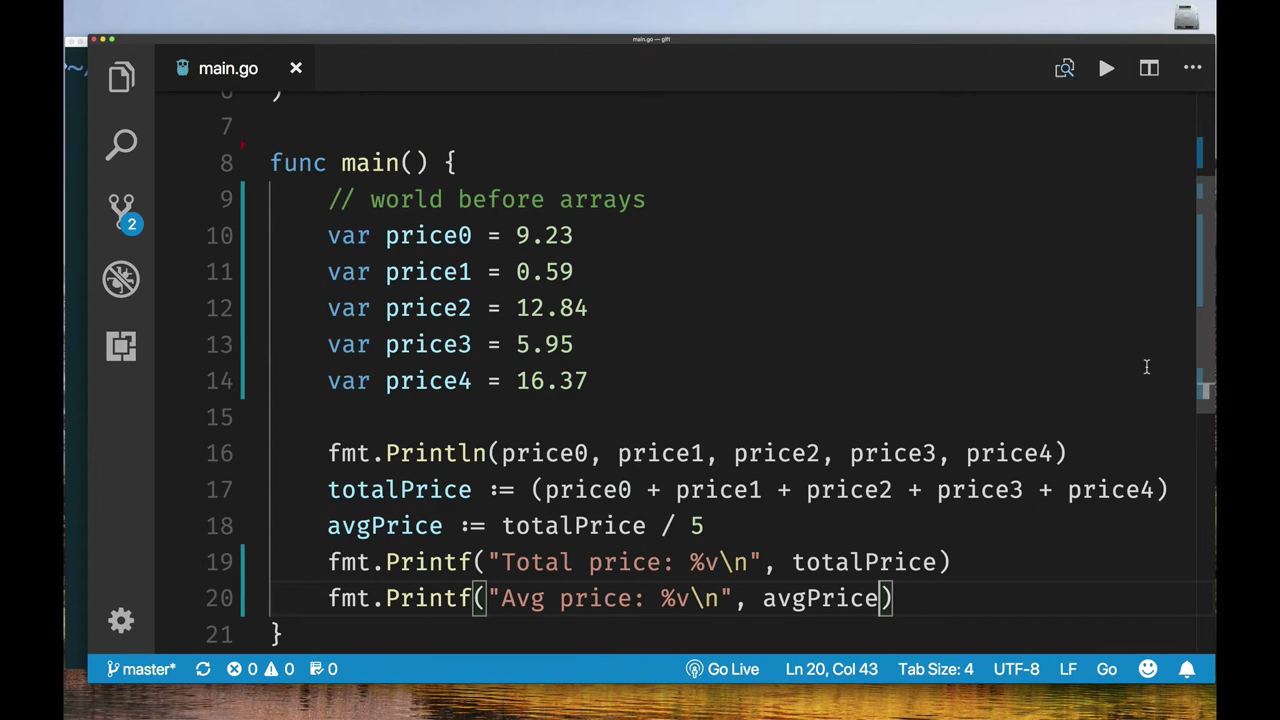 main.go — gift
main.go
7
8 func main() {
9 // world before arrays
10 var price0 = 9.23
11 var price1 = 0.59
12 var price2 = 12.84
13 var price3 = 5.95
14 var price4 = 16.37
15
16 fmt.Println(price0, price1, price2, price3, price4)
17 totalPrice := (price0 + price1 + price2 + price3 + price4)
18 avgPrice := totalPrice / 5
19 fmt.Printf("Total price: %v\n", totalPrice)
20 fmt.Printf("Avg price: %v\n", avgPrice)
21 }
2
master* 0 0 0 Go Live Ln 20, Col 43 Tab Size: 4 UTF-8 LF Go